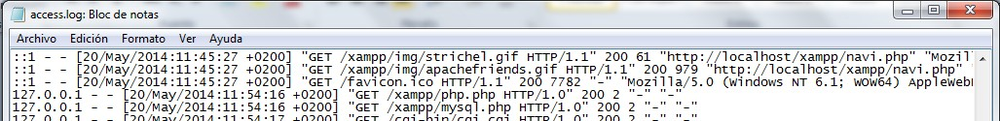 access.log: Bloc de notas
Archivo Edición Formato Ver Ayuda
::1 - - [20/May/2014:11:45:27 +0200] "GET /xampp/img/strichel.gif HTTP/1.1" 200 61 "http://localhost/xampp/navi.php" "Mozill
::1 - - [20/May/2014:11:45:27 +0200] "GET /xampp/img/apachefriends.gif HTTP/1.1" 200 979 "http://localhost/xampp/navi.php"
::1 - - [20/May/2014:11:45:27 +0200] "GET /favicon.ico HTTP/1.1" 200 7782 "-" "Mozilla/5.0 (Windows NT 6.1; WOW64) AppleWebK
127.0.0.1 - - [20/May/2014:11:54:16 +0200] "GET /xampp/php.php HTTP/1.0" 200 2 "-" "-"
127.0.0.1 - - [20/May/2014:11:54:16 +0200] "GET /xampp/mysql.php HTTP/1.0" 200 2 "-" "-"
127.0.0.1 - - [20/May/2014:11:54:17 +0200] "GET /cgi-bin/cgi.cgi HTTP/1.0" 200 2 "-" "-"